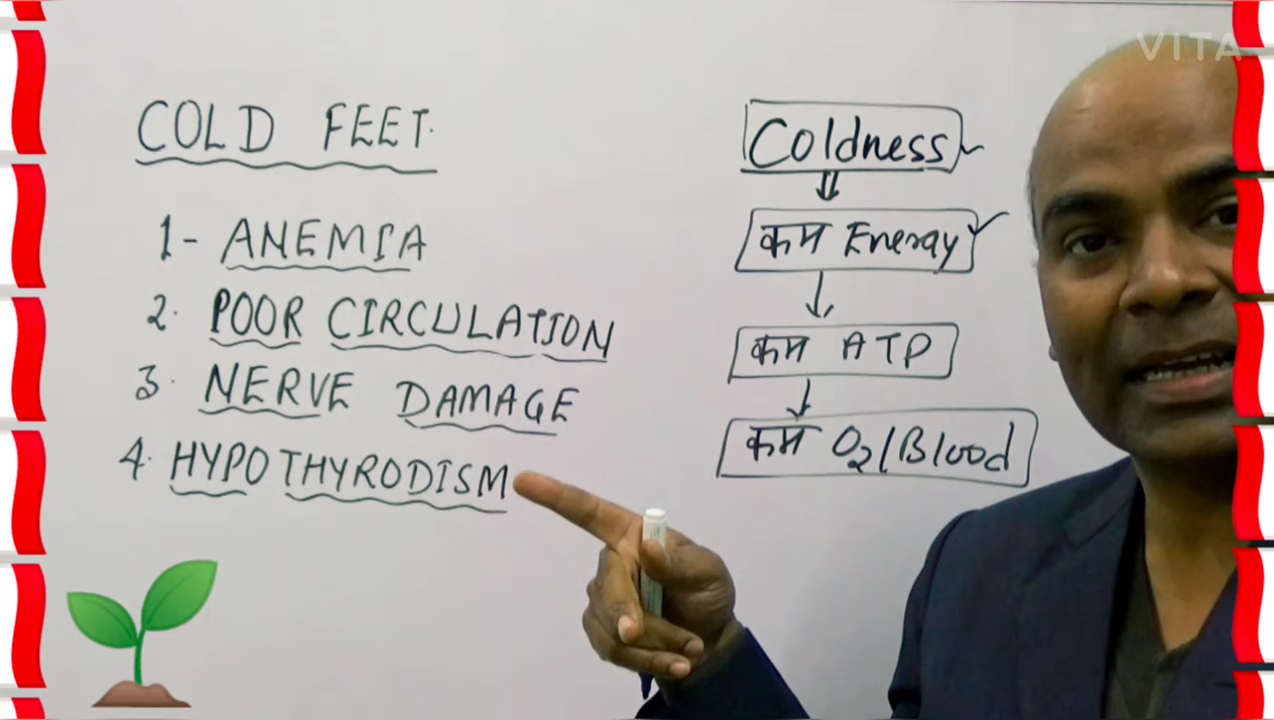 COLD FEET.
1- ANEMIA
2. POOR CIRCULATION
3. NERVE DAMAGE
4. HYPOTHYRODISM
Coldness
कम Energy
कम ATP
कम O2/Blood
VITA